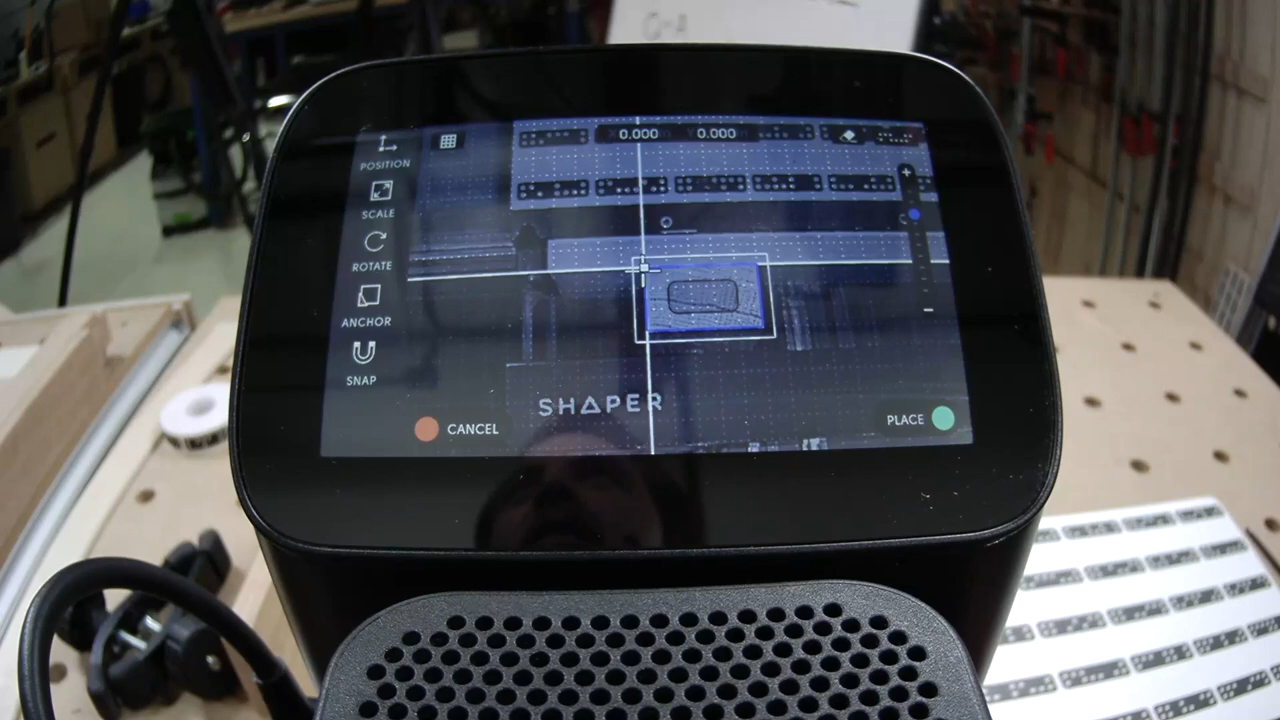 X 0.000 Y 0.000
POSITION
SCALE
ROTATE
ANCHOR
SNAP
SHAPER
CANCEL
PLACE